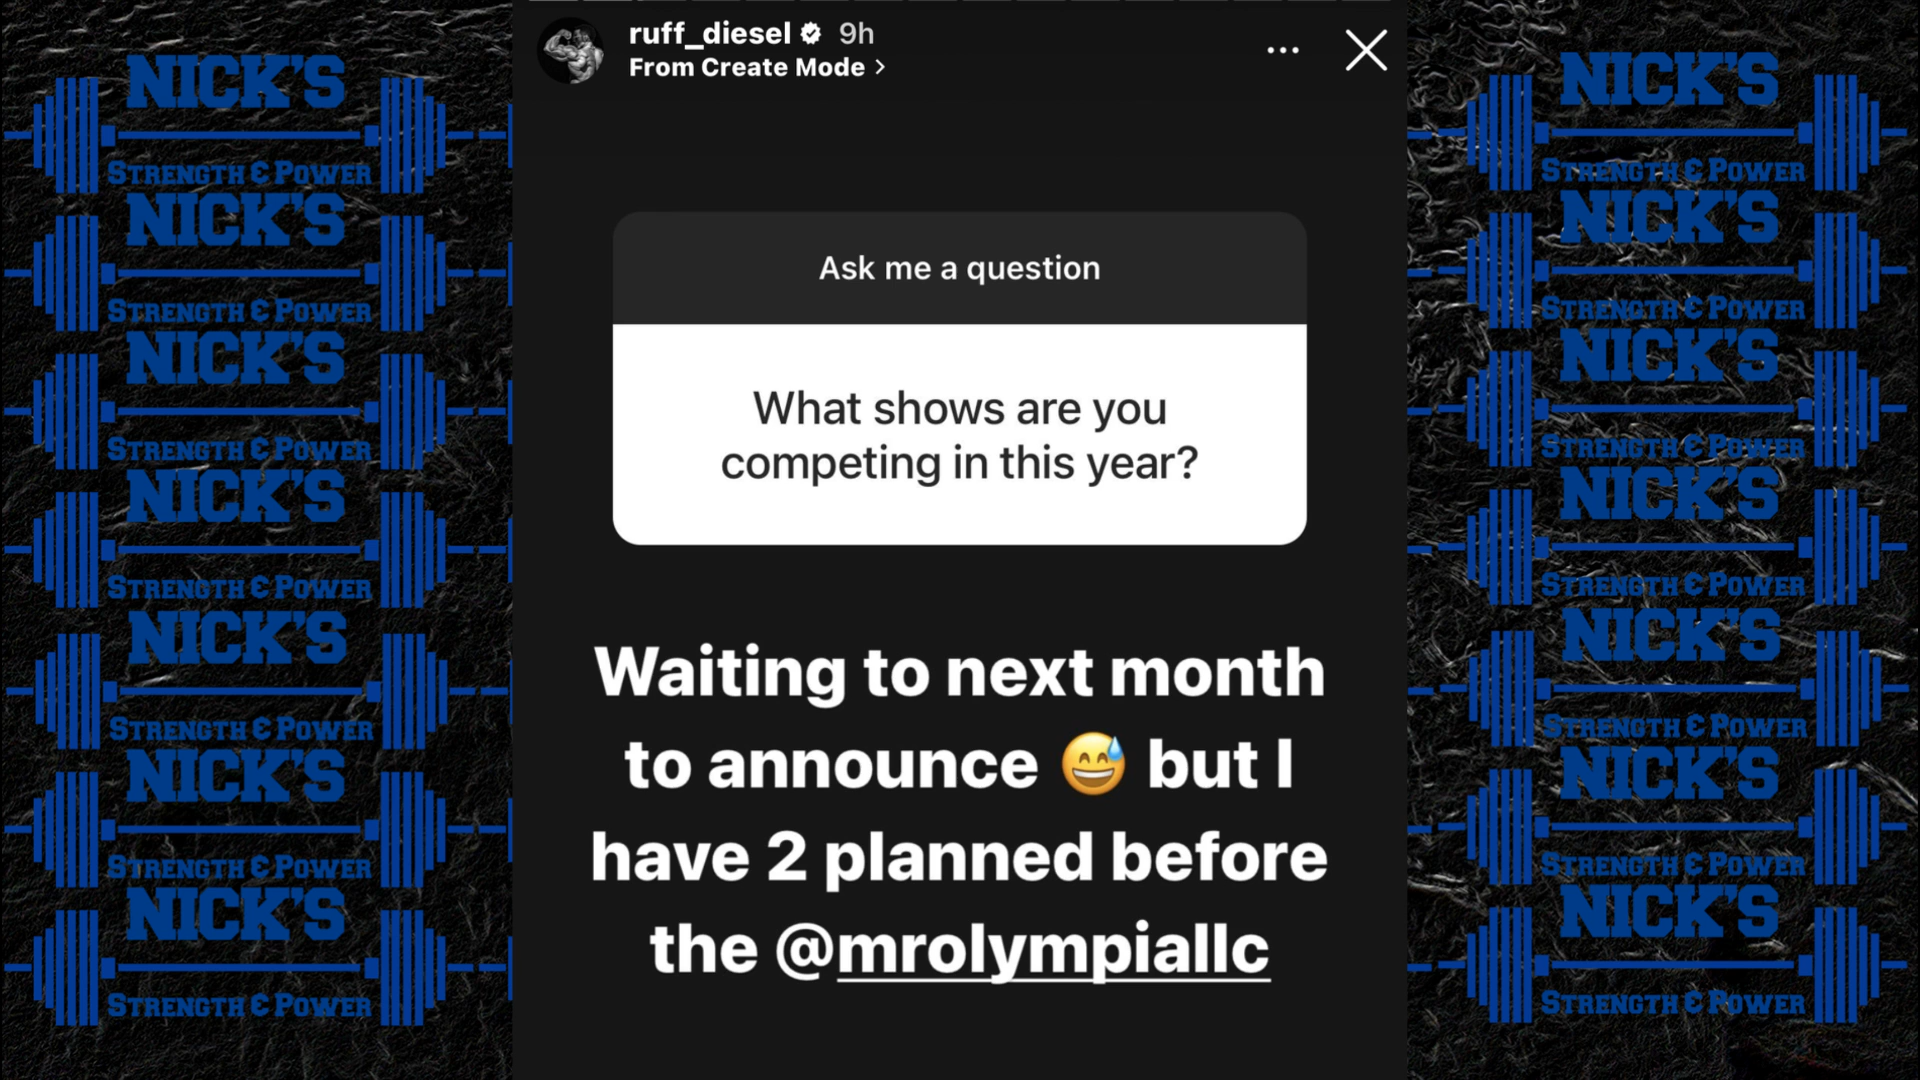 ruff_diesel 9h
From Create Mode >
Ask me a question
What shows are you
competing in this year?
Waiting to next month
to announce 😅 but I
have 2 planned before
the @mrolympiallc
NICK'S
STRENGTH & POWER
NICK'S
STRENGTH & POWER
NICK'S
STRENGTH & POWER
NICK'S
STRENGTH & POWER
NICK'S
STRENGTH & POWER
NICK'S
STRENGTH & POWER
NICK'S
STRENGTH & POWER
NICK'S
STRENGTH & POWER
NICK'S
STRENGTH & POWER
NICK'S
STRENGTH & POWER
NICK'S
STRENGTH & POWER
NICK'S
STRENGTH & POWER
NICK'S
STRENGTH & POWER
NICK'S
STRENGTH & POWER